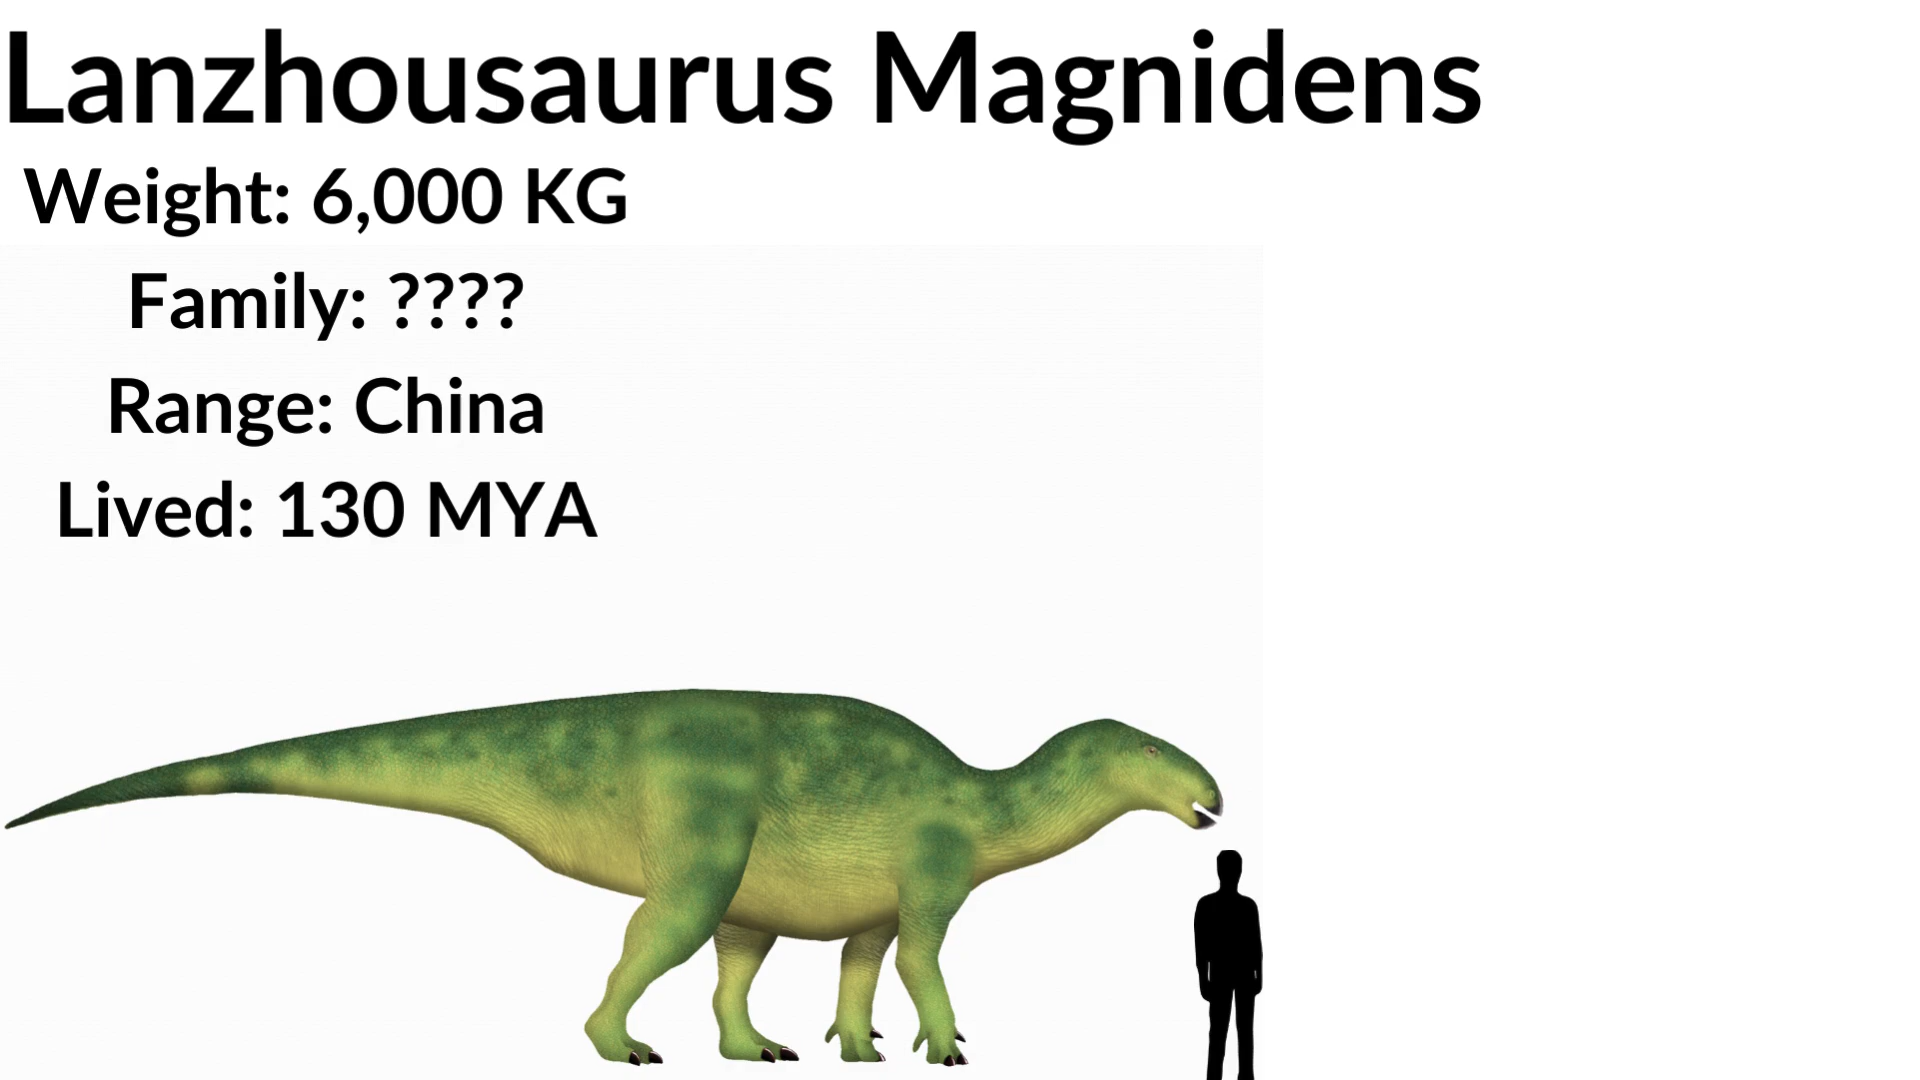 Lanzhousaurus Magnidens
Weight: 6,000 KG
Family: ????
Range: China
Lived: 130 MYA